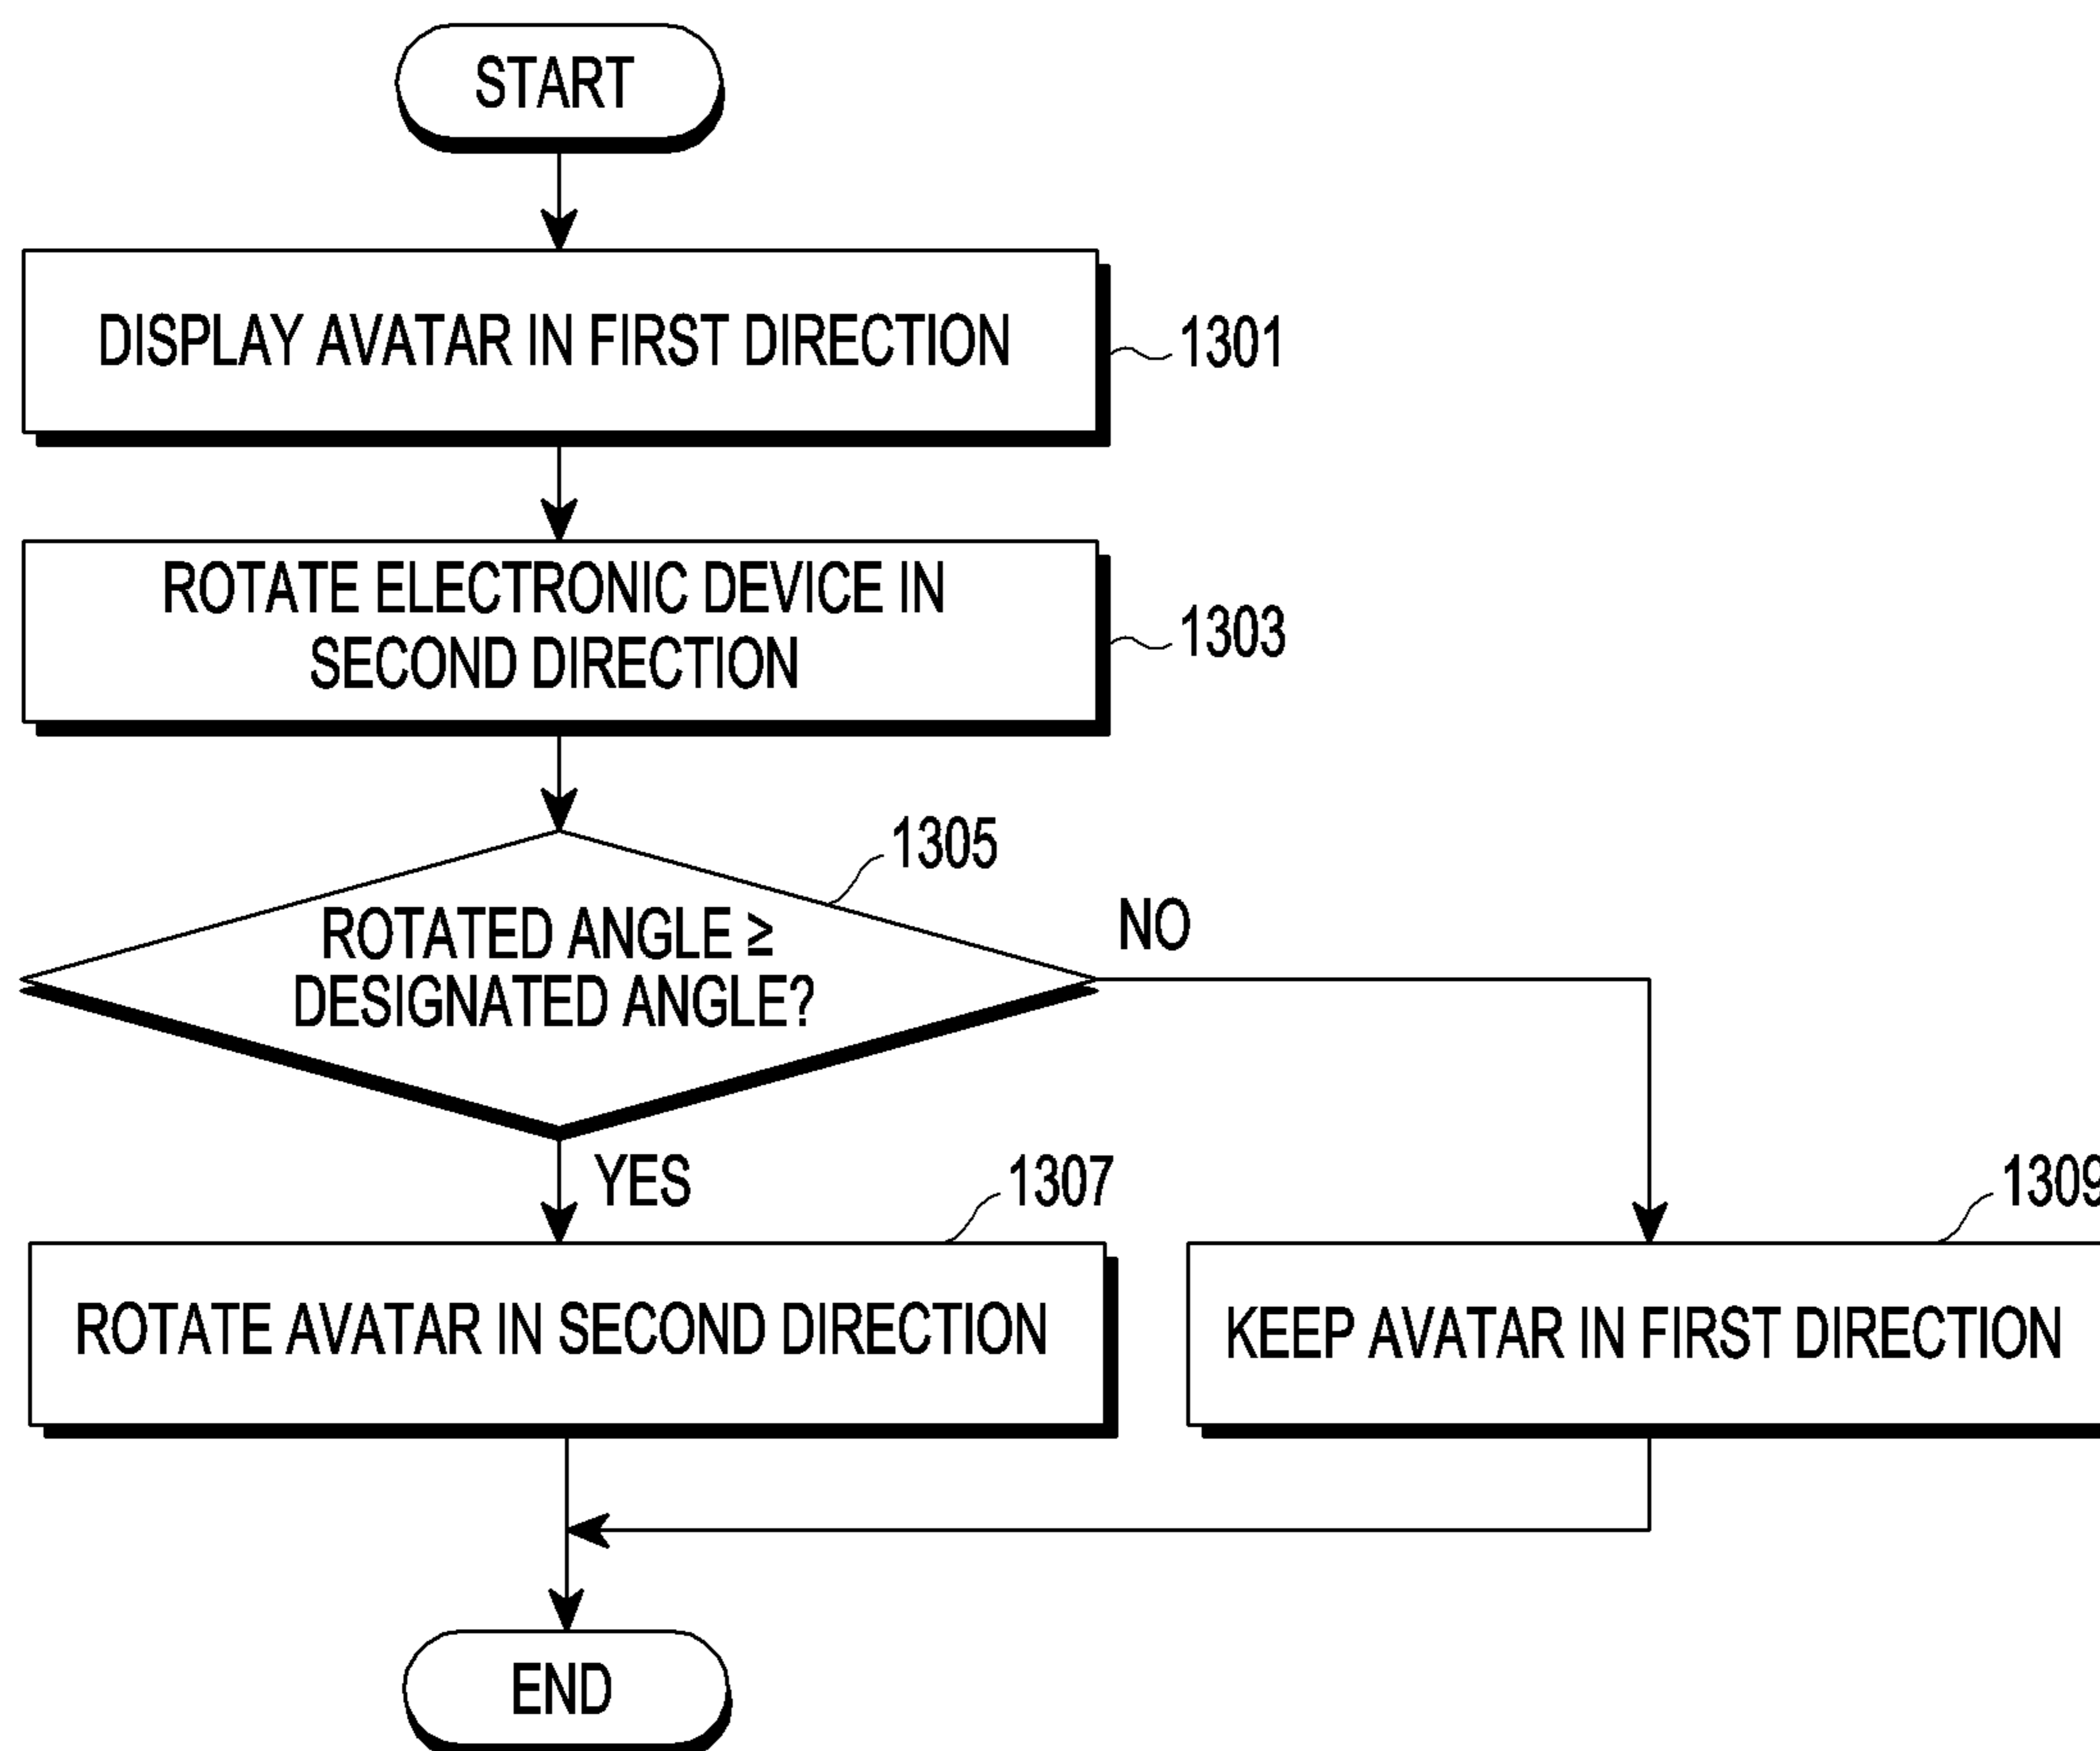 START
DISPLAY AVATAR IN FIRST DIRECTION
1301
ROTATE ELECTRONIC DEVICE IN
SECOND DIRECTION
1303
1305
ROTATED ANGLE ≥
DESIGNATED ANGLE?
NO
YES
1307
1309
ROTATE AVATAR IN SECOND DIRECTION
KEEP AVATAR IN FIRST DIRECTION
END